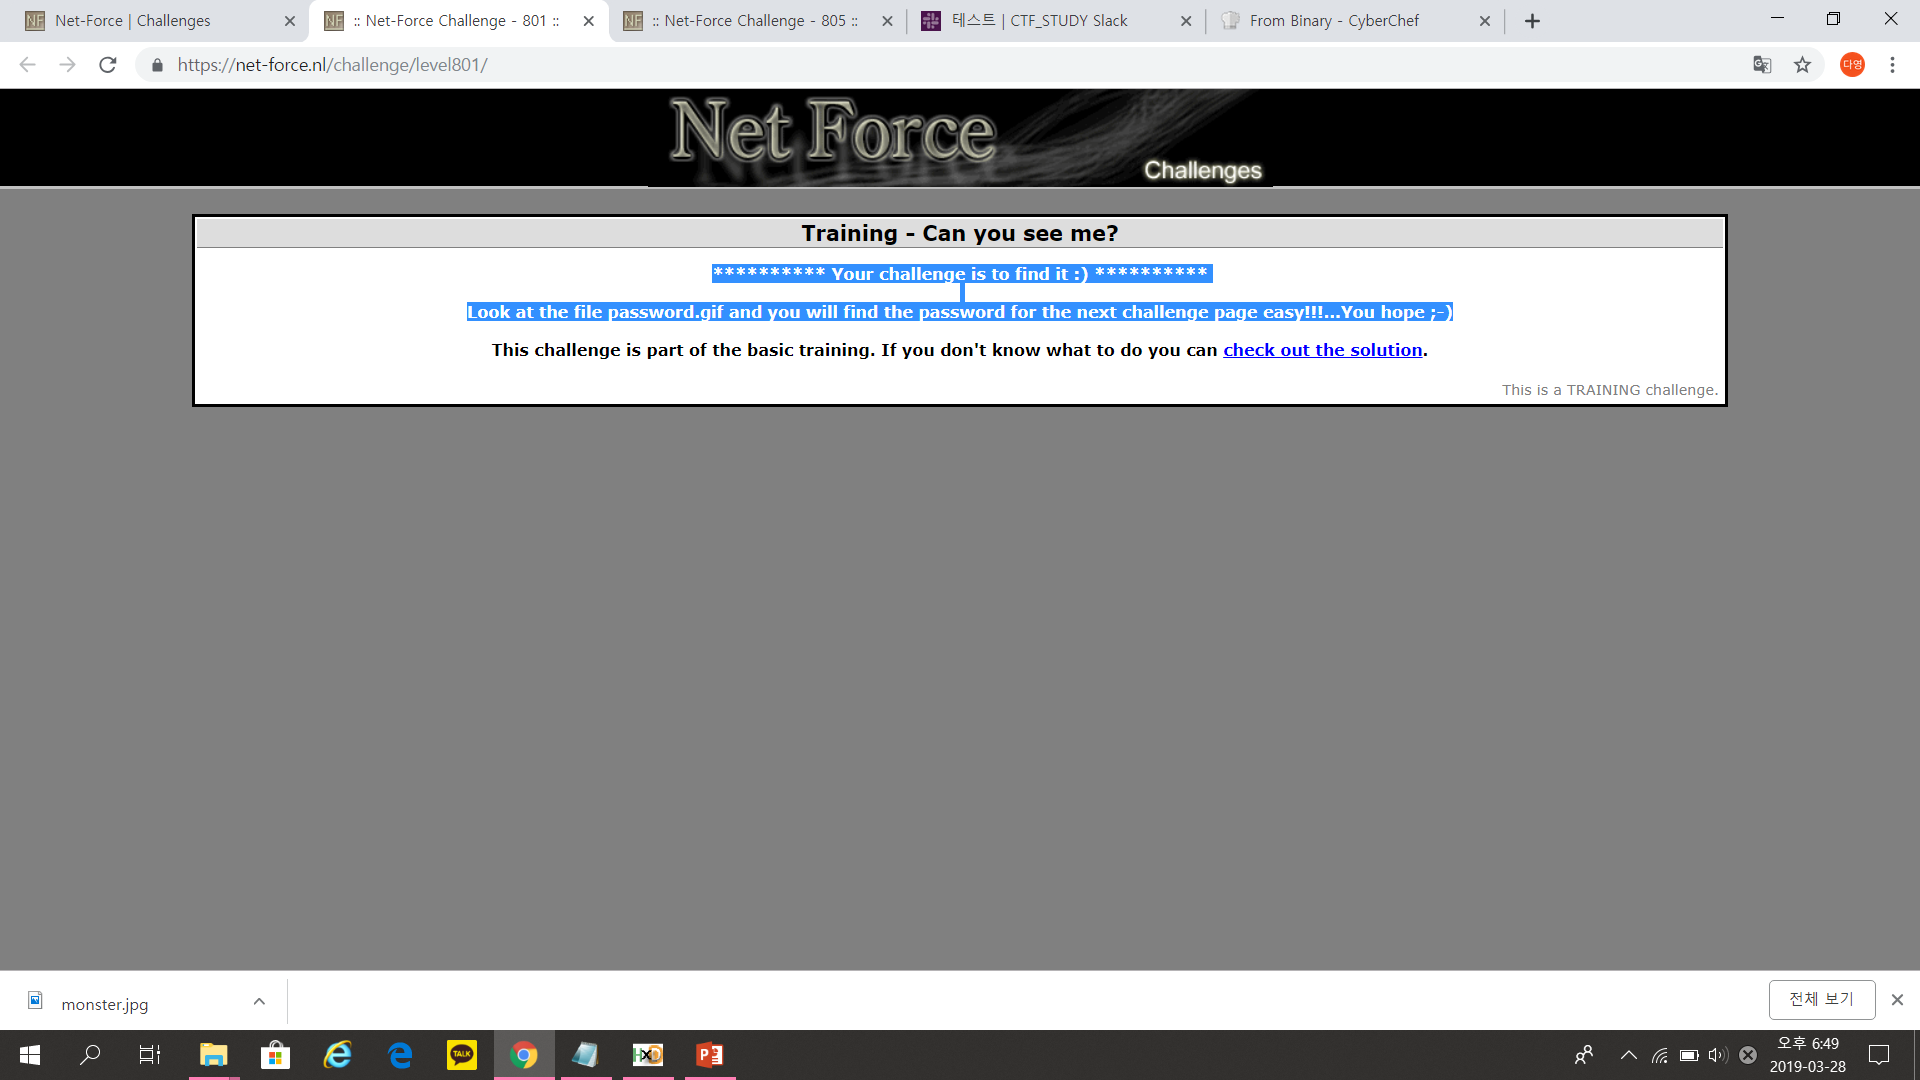 Net-Force | Challenges
:: Net-Force Challenge - 801 ::
:: Net-Force Challenge - 805 ::
테스트 | CTF_STUDY Slack
From Binary - CyberChef
https://net-force.nl/challenge/level801/
다영
Net Force
Challenges
Training - Can you see me?
********** Your challenge is to find it :) **********
Look at the file password.gif and you will find the password for the next challenge page easy!!!...You hope ;-)
This challenge is part of the basic training. If you don't know what to do you can check out the solution.
This is a TRAINING challenge.
monster.jpg
전체 보기
TALK
오후 6:49
2019-03-28